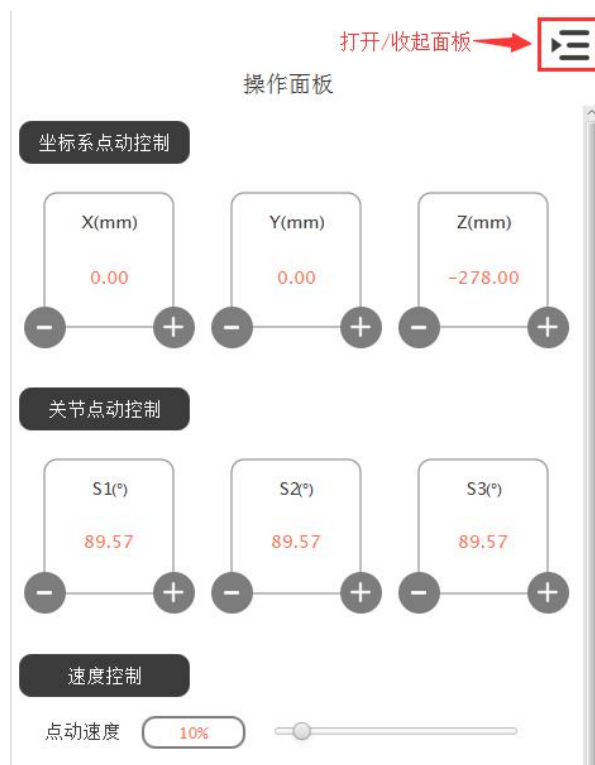 打开/收起面板
操作面板
坐标系点动控制
X(mm) Y(mm) Z(mm)
0.00 0.00 -278.00
- + - + - +
关节点动控制
S1(°) S2(°) S3(°)
89.57 89.57 89.57
- + - + - +
速度控制
点动速度 10%